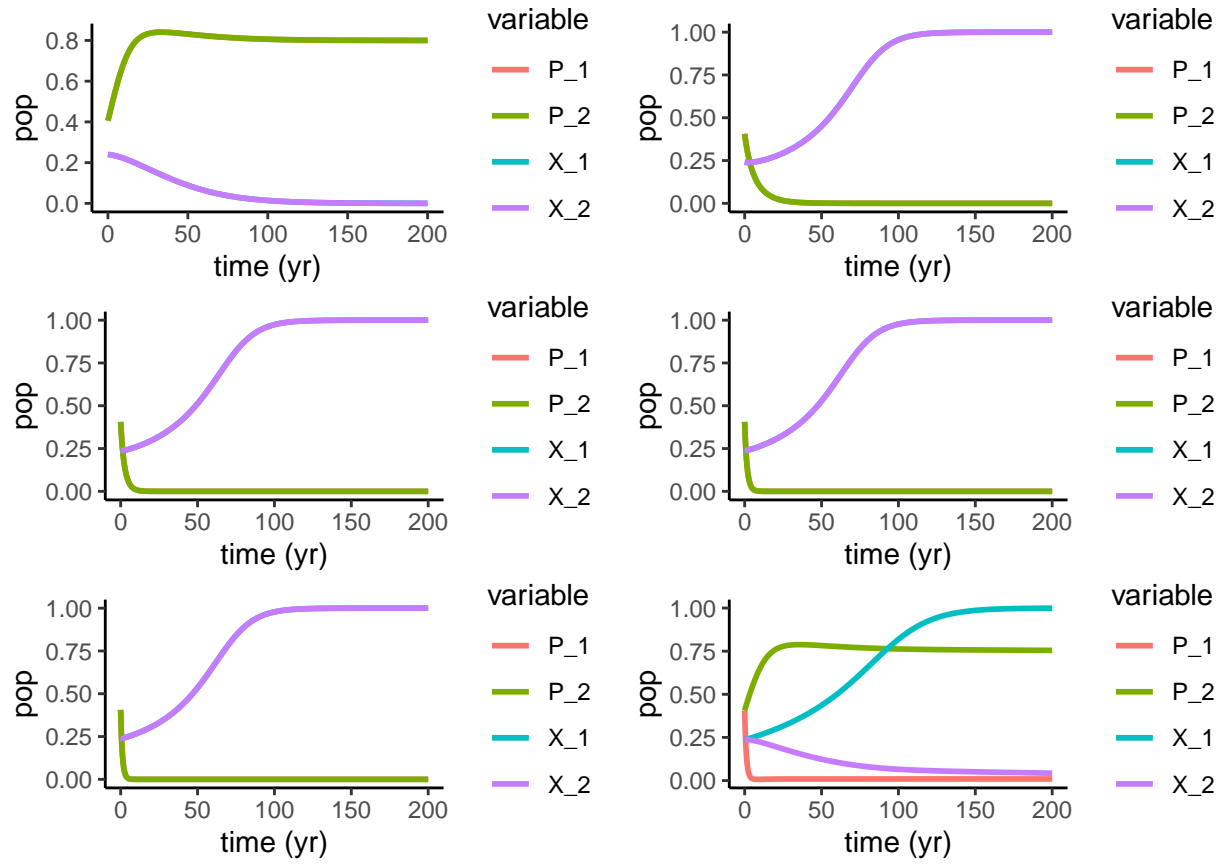 pop
0.8
0.6
0.4
0.2
0.0
0 50 100 150 200
time (yr)
variable
P_1
P_2
X_1
X_2
pop
1.00
0.75
0.50
0.25
0.00
0 50 100 150 200
time (yr)
variable
P_1
P_2
X_1
X_2
pop
1.00
0.75
0.50
0.25
0.00
0 50 100 150 200
time (yr)
variable
P_1
P_2
X_1
X_2
pop
1.00
0.75
0.50
0.25
0.00
0 50 100 150 200
time (yr)
variable
P_1
P_2
X_1
X_2
pop
1.00
0.75
0.50
0.25
0.00
0 50 100 150 200
time (yr)
variable
P_1
P_2
X_1
X_2
pop
1.00
0.75
0.50
0.25
0.00
0 50 100 150 200
time (yr)
variable
P_1
P_2
X_1
X_2